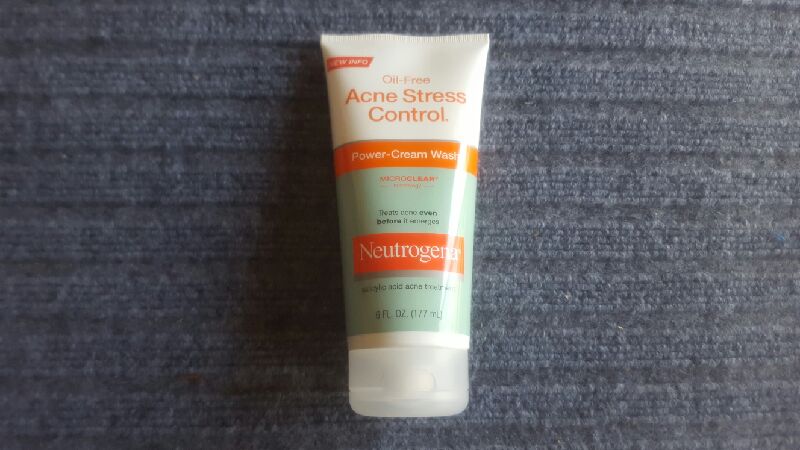 NEW INFO
Oil-Free
Acne Stress
Control.
Power-Cream Wash
MICROCLEAR
Treats acne even
before it emerges
Neutrogena
salicylic acid acne treatment
6 FL. OZ. (177 mL)